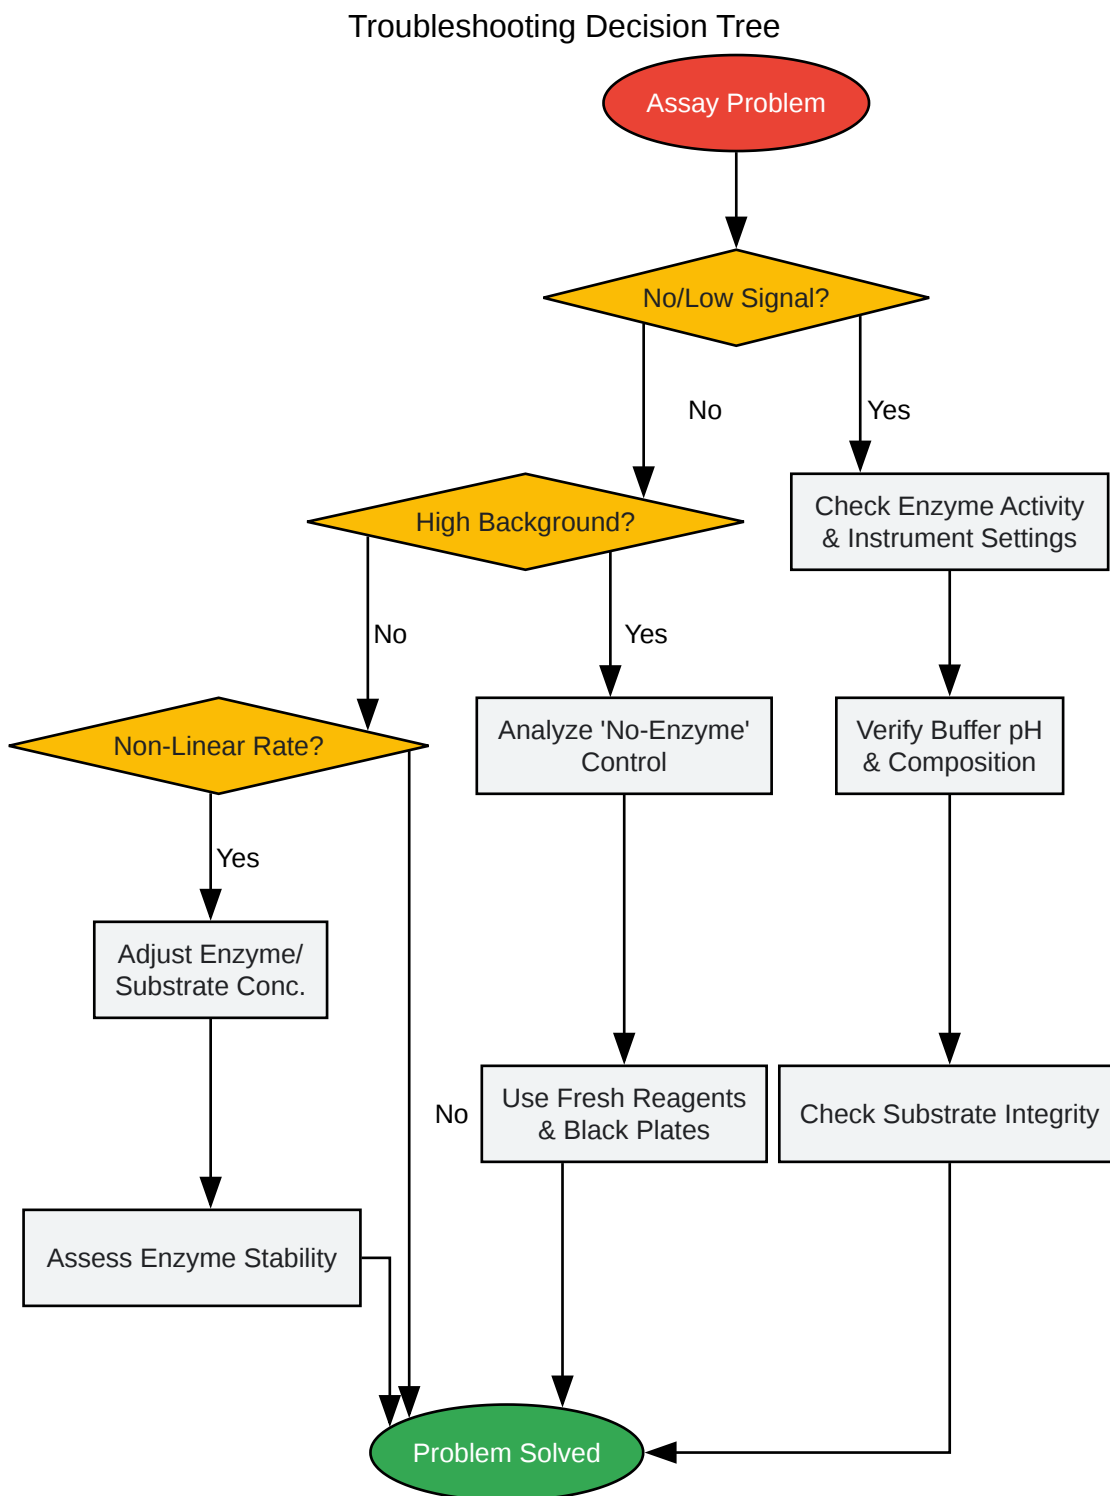 Troubleshooting Decision Tree
Assay Problem
No/Low Signal?
No
Yes
High Background?
Check Enzyme Activity
& Instrument Settings
No
Yes
Non-Linear Rate?
Analyze 'No-Enzyme'
Control
Verify Buffer pH
& Composition
Yes
Adjust Enzyme/
Substrate Conc.
No
Use Fresh Reagents
& Black Plates
Check Substrate Integrity
Assess Enzyme Stability
Problem Solved